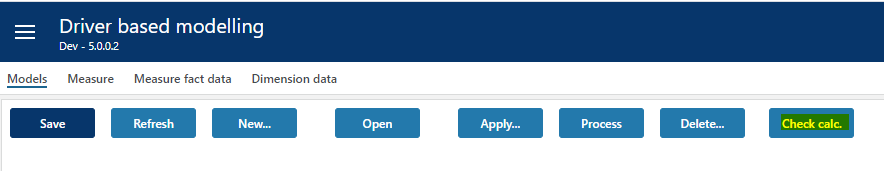 Driver based modelling
Dev - 5.0.0.2
Models Measure Measure fact data Dimension data
Save Refresh New... Open Apply... Process Delete... Check calc.